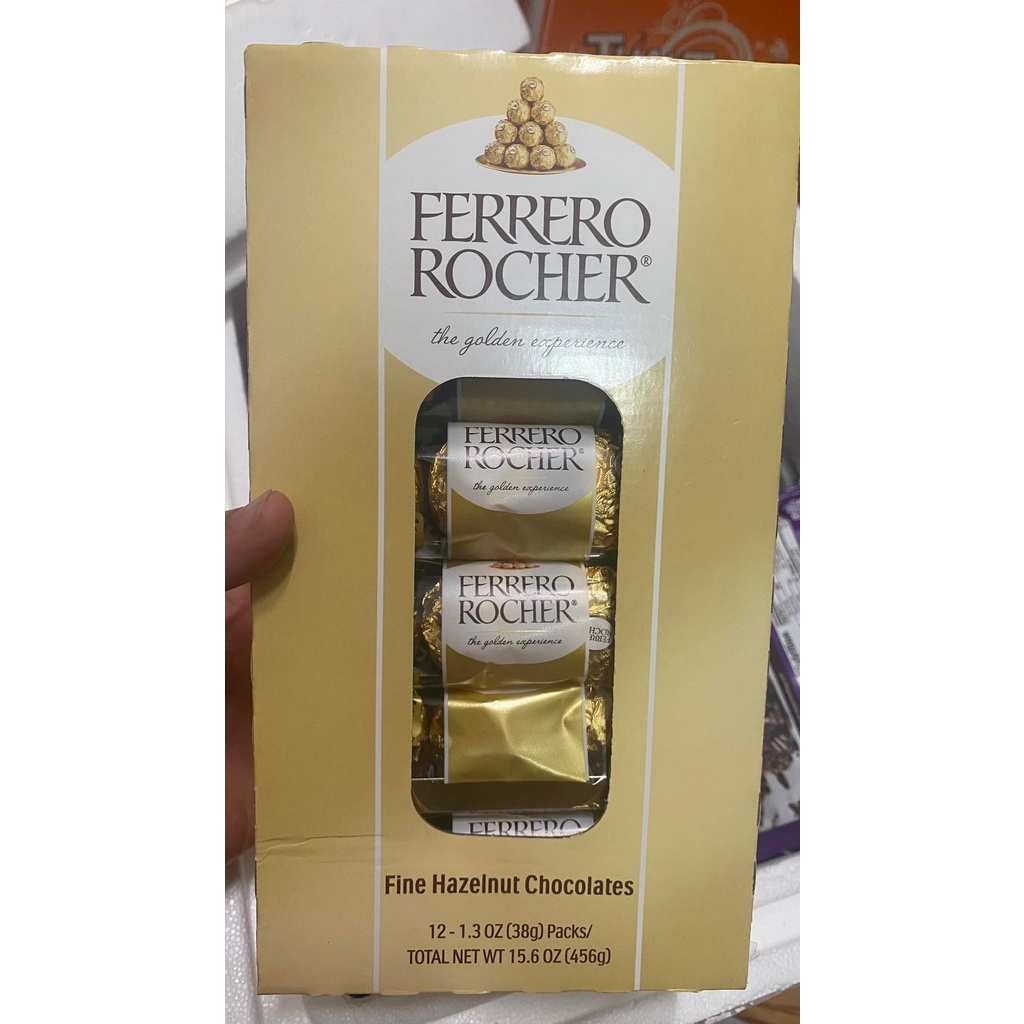 FERRERO
ROCHER®
the golden experience
FERRERO
ROCHER®
the golden experience
FERRERO
ROCHER®
the golden experience
FERRERO
Fine Hazelnut Chocolates
12 - 1.3 OZ (38g) Packs/
TOTAL NET WT 15.6 OZ (456g)